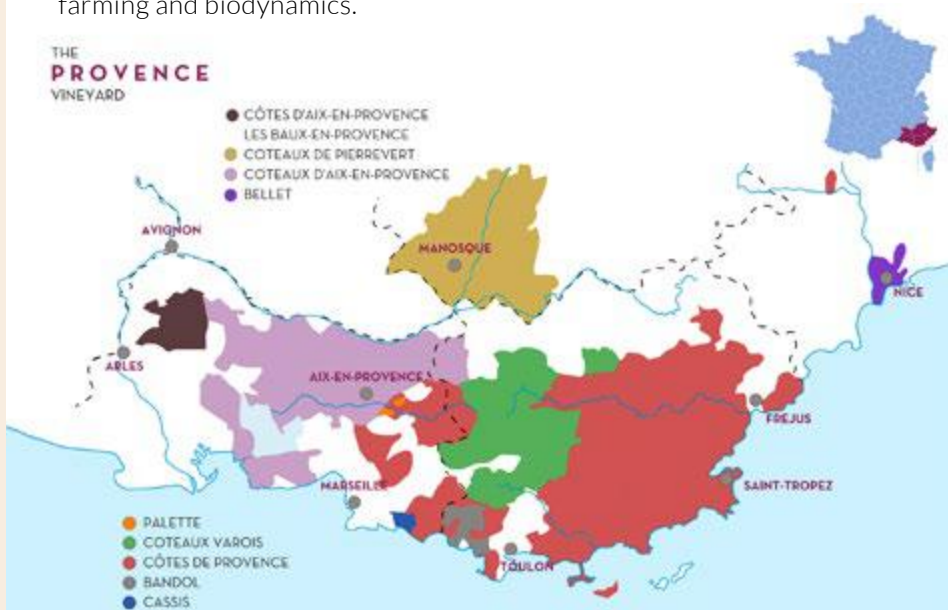 farming and biodynamics.
THE
PROVENCE
VINEYARD
CÔTES D'AIX-EN-PROVENCE
LES BAUX-EN-PROVENCE
COTEAUX DE PIERREVERT
COTEAUX D'AIX-EN-PROVENCE
BELLET
AVIGNON
MANOSQUE
NICE
ARLES
AIX-EN-PROVENCE
FREJUS
MARSEILLE
SAINT-TROPEZ
TOULON
PALETTE
COTEAUX VAROIS
CÔTES DE PROVENCE
BANDOL
CASSIS